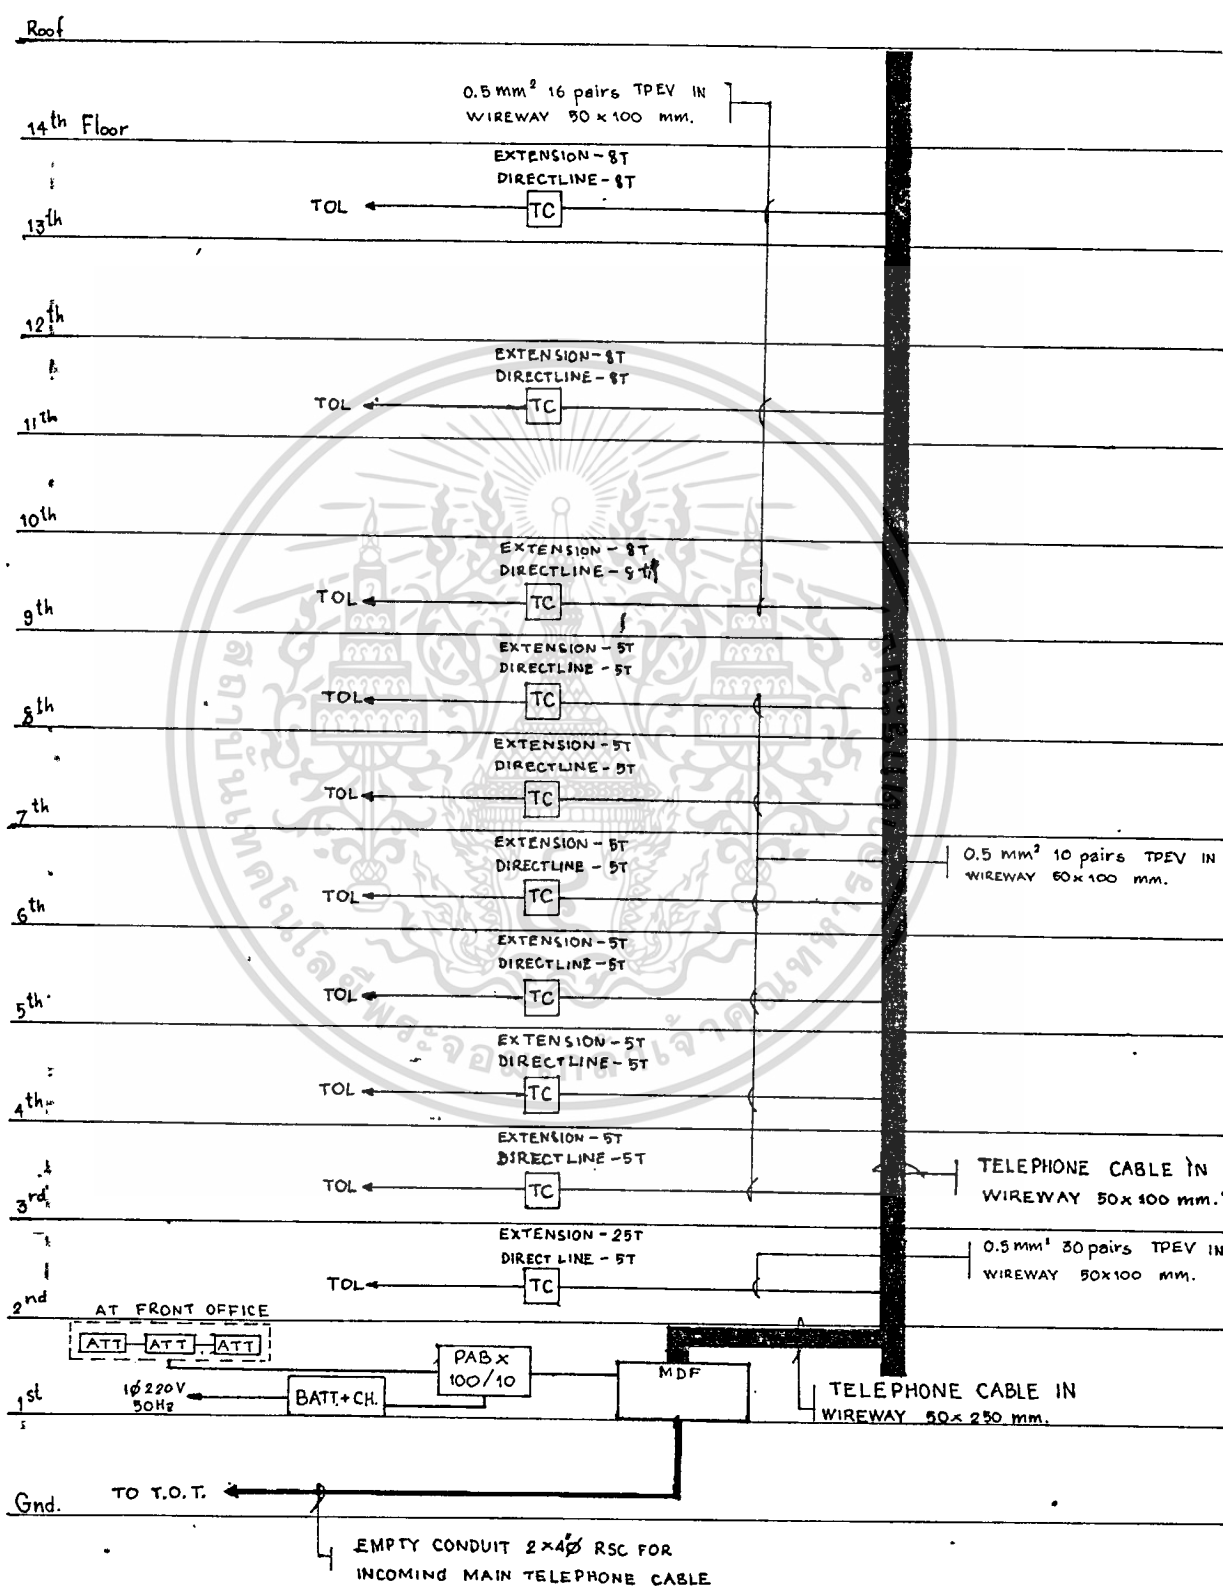 Roof
0.5 mm² 16 pairs TPEV IN
WIREWAY 50 x 100 mm.
14th Floor
EXTENSION - 8T
DIRECTLINE - 8T
TOL
TC
13th
12th
EXTENSION - 8T
DIRECTLINE - 8T
TOL
TC
11th
10th
EXTENSION - 8T
DIRECTLINE - 8T
TOL
TC
9th
EXTENSION - 5T
DIRECTLINE - 5T
TOL
TC
8th
EXTENSION - 5T
DIRECTLINE - 5T
TOL
TC
7th
EXTENSION - 5T
DIRECTLINE - 5T
0.5 mm² 10 pairs TPEV IN
WIREWAY 50 x 100 mm.
TOL
TC
6th
EXTENSION - 5T
DIRECTLINE - 5T
TOL
TC
5th
EXTENSION - 5T
DIRECTLINE - 5T
TOL
TC
4th
EXTENSION - 5T
DIRECTLINE - 5T
TOL
TC
TELEPHONE CABLE IN
WIREWAY 50 x 100 mm.
3rd
EXTENSION - 25T
DIRECT LINE - 5T
0.5 mm² 30 pairs TPEV IN
WIREWAY 50x100 mm.
TOL
TC
2nd
AT FRONT OFFICE
ATT ATT ATT
PABX
100/10
MDF
1ø 220V
50Hz
BATT.+CH.
TELEPHONE CABLE IN
WIREWAY 50 x 250 mm.
1st
TO T.O.T.
Gnd.
EMPTY CONDUIT 2 x 4"ø RSC FOR
INCOMING MAIN TELEPHONE CABLE